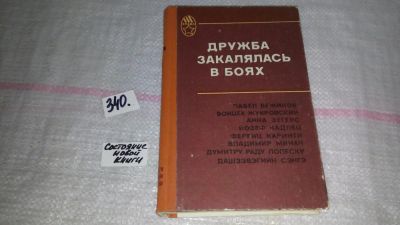 ДРУЖБА
ЗАКАЛЯЛАСЬ
В БОЯХ
ПАВЕЛ ВЕЖИНОВ
ВОЙЦЕХ ЖУКРОВСКИЙ
АННА ЗЕГЕРС
ЙОЗЕФ ЧАДПЕЦ
ФЕРЕНЦ КАРИНТИ
ВЛАДИМИР МИНАЧ
ДУМИТРУ РАДУ ПОПЕСКУ
ДАШЗЭВЭГИЙН СЭНГЭ
340.
Состояние
новой
книги